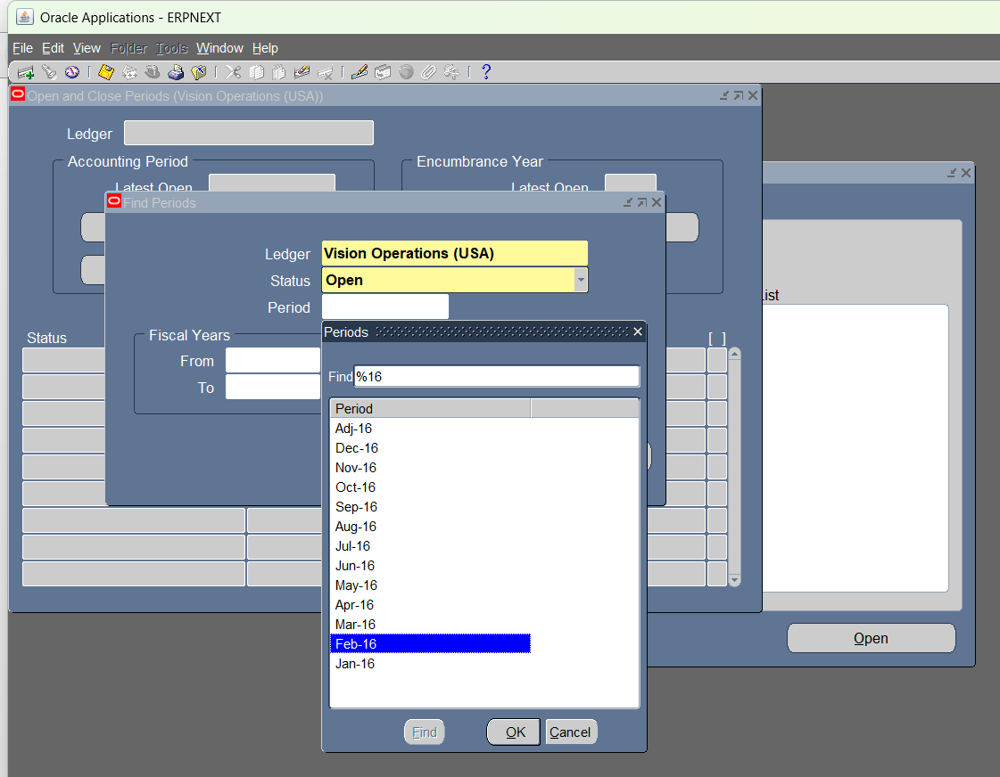 Oracle Applications - ERPNEXT
File Edit View Folder Tools Window Help
Open and Close Periods (Vision Operations (USA))
Ledger
Accounting Period
Encumbrance Year
Latest Open
Latest Open
Find Periods
Ledger Vision Operations (USA)
Status Open
Period
Fiscal Years
From
To
Status
[ ]
List
Periods
Find %16
Period
Adj-16
Dec-16
Nov-16
Oct-16
Sep-16
Aug-16
Jul-16
Jun-16
May-16
Apr-16
Mar-16
Feb-16
Jan-16
Find OK Cancel
Open